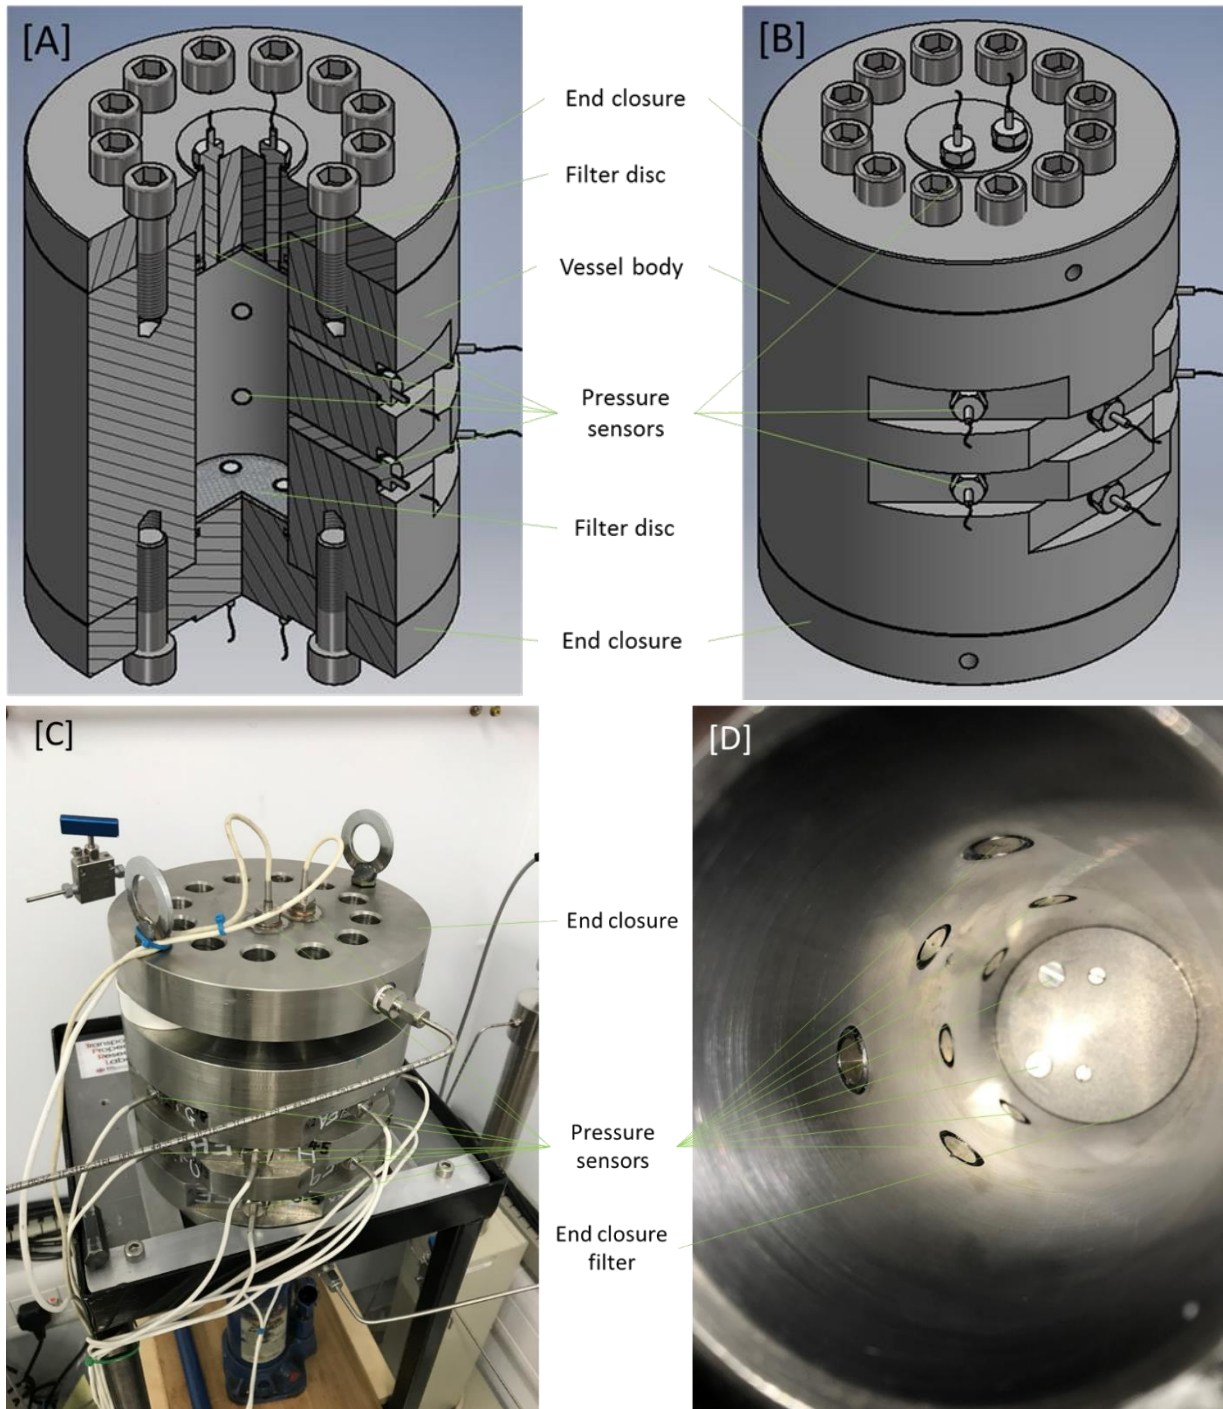 [A]
[B]
End closure
Filter disc
Vessel body
Pressure
sensors
Filter disc
End closure
[C]
[D]
End closure
Pressure
sensors
End closure
filter